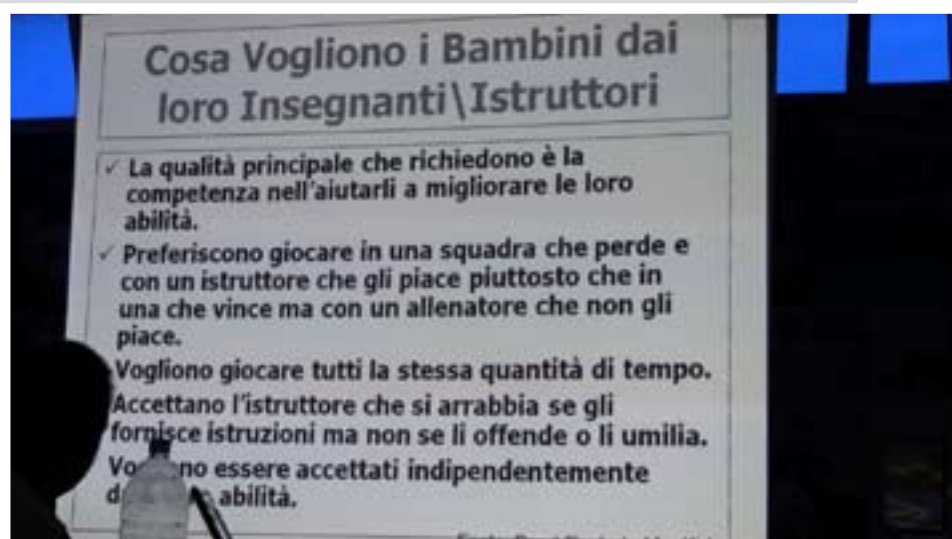 Cosa Vogliono i Bambini dai
loro Insegnanti\Istruttori
✓ La qualità principale che richiedono è la
competenza nell'aiutarli a migliorare le loro
abilità.
✓ Preferiscono giocare in una squadra che perde e
con un istruttore che gli piace piuttosto che in
una che vince ma con un allenatore che non gli
piace.
Vogliono giocare tutti la stessa quantità di tempo.
Accettano l'istruttore che si arrabbia se gli
fornisce istruzioni ma non se li offende o li umilia.
essere accettati indipendentemente
abilità.